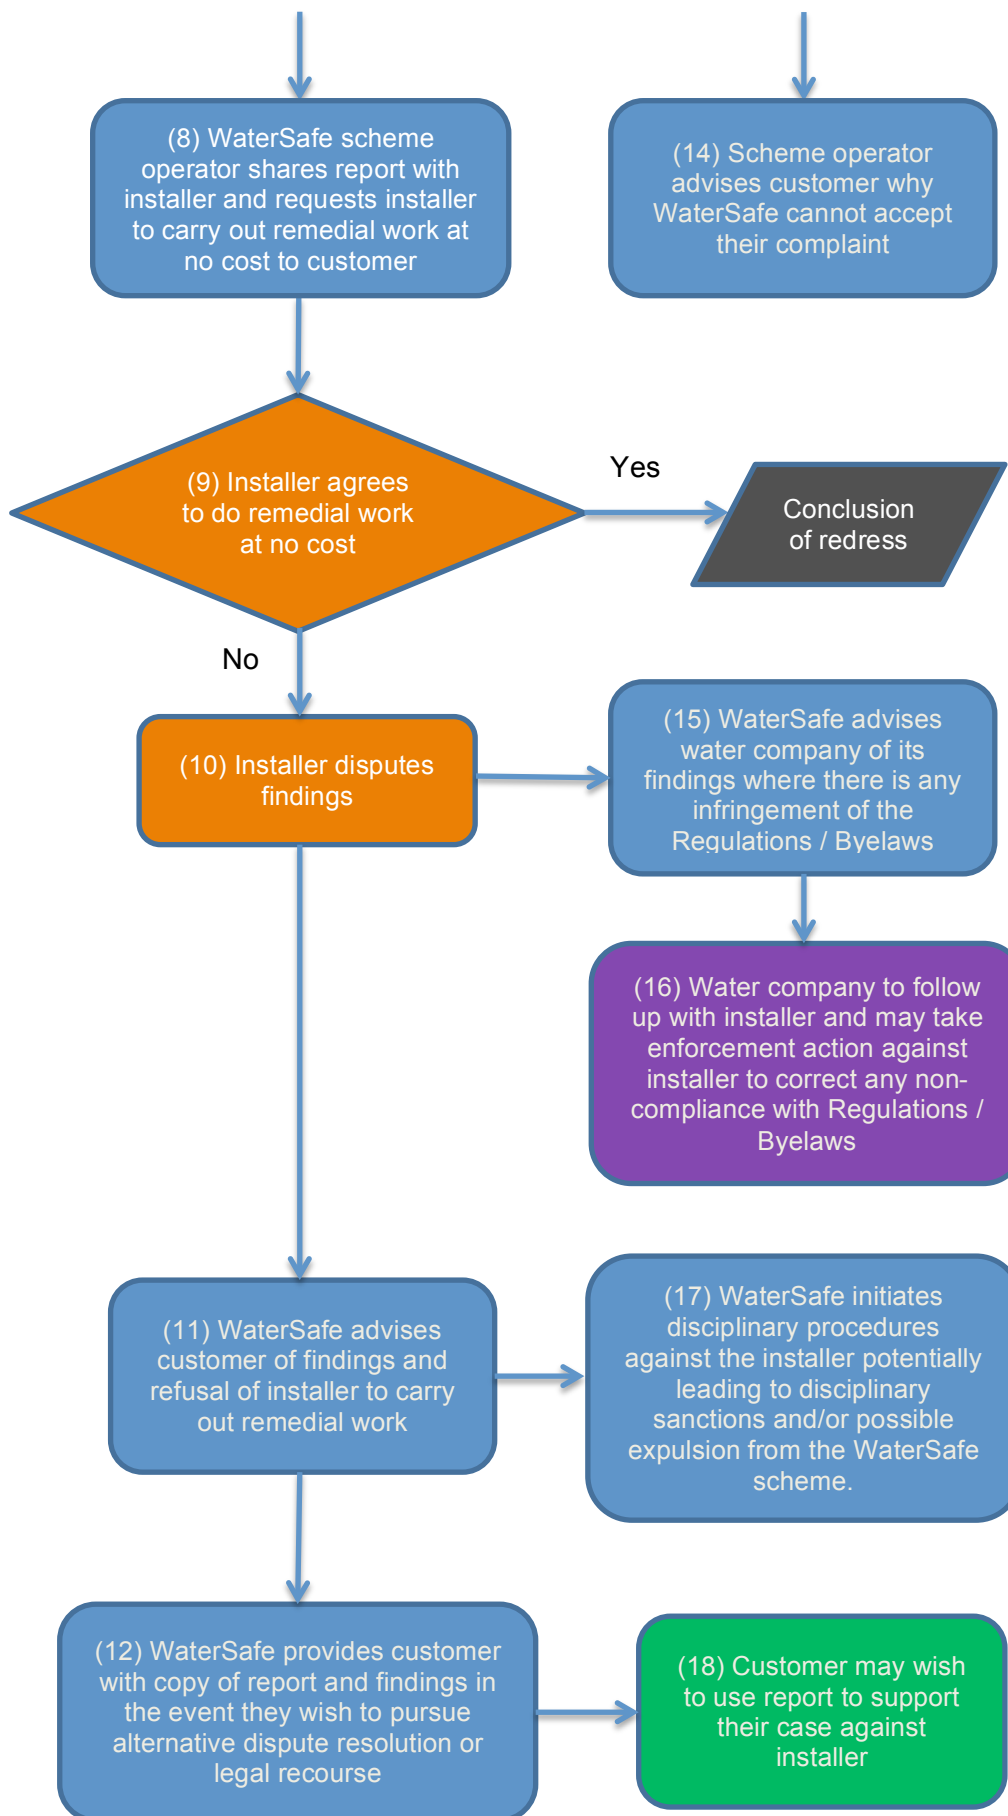 (8) WaterSafe scheme
operator shares report with
installer and requests installer
to carry out remedial work at
no cost to customer
(14) Scheme operator
advises customer why
WaterSafe cannot accept
their complaint
(9) Installer agrees
to do remedial work
at no cost
Yes
Conclusion
of redress
No
(10) Installer disputes
findings
(15) WaterSafe advises
water company of its
findings where there is any
infringement of the
Regulations / Byelaws
(16) Water company to follow
up with installer and may take
enforcement action against
installer to correct any non-
compliance with Regulations /
Byelaws
(11) WaterSafe advises
customer of findings and
refusal of installer to carry
out remedial work
(17) WaterSafe initiates
disciplinary procedures
against the installer potentially
leading to disciplinary
sanctions and/or possible
expulsion from the WaterSafe
scheme.
(12) WaterSafe provides customer
with copy of report and findings in
the event they wish to pursue
alternative dispute resolution or
legal recourse
(18) Customer may wish
to use report to support
their case against
installer